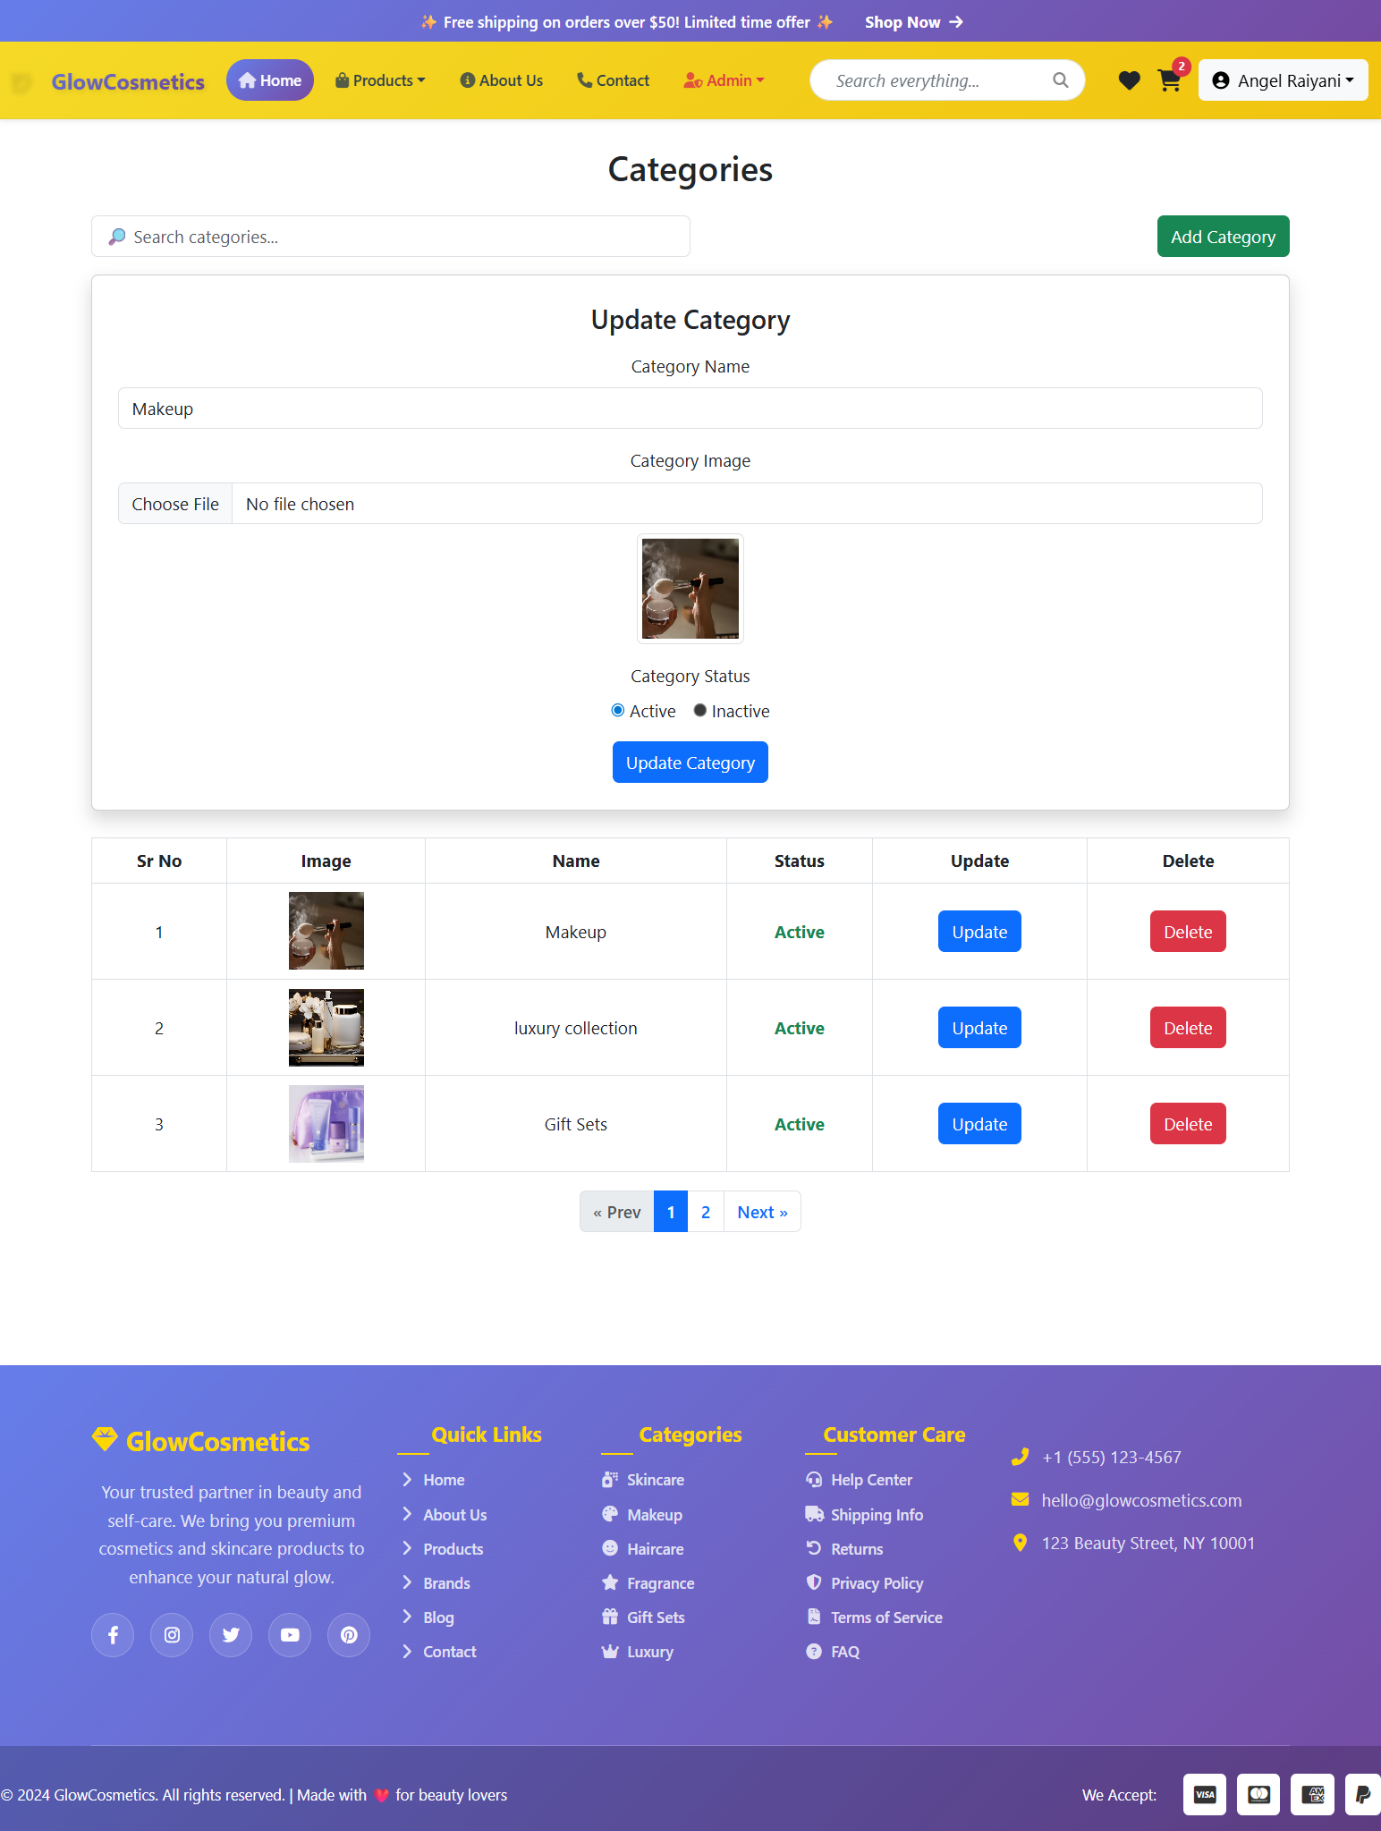 ✨ Free shipping on orders over $50! Limited time offer ✨ Shop Now →
GlowCosmetics Home Products About Us Contact Admin Search everything... 2 Angel Raiyani
Categories
🔎 Search categories... Add Category
Update Category
Category Name
Makeup
Category Image
Choose File No file chosen
Category Status
Active Inactive
Update Category
Sr No Image Name Status Update Delete
1 Makeup Active Update Delete
2 luxury collection Active Update Delete
3 Gift Sets Active Update Delete
« Prev 1 2 Next »
GlowCosmetics
Your trusted partner in beauty and
self-care. We bring you premium
cosmetics and skincare products to
enhance your natural glow.
Quick Links
Home
About Us
Products
Brands
Blog
Contact
Categories
Skincare
Makeup
Haircare
Fragrance
Gift Sets
Luxury
Customer Care
Help Center
Shipping Info
Returns
Privacy Policy
Terms of Service
FAQ
+1 (555) 123-4567
hello@glowcosmetics.com
123 Beauty Street, NY 10001
© 2024 GlowCosmetics. All rights reserved. | Made with ❤ for beauty lovers
We Accept: VISA AMEX